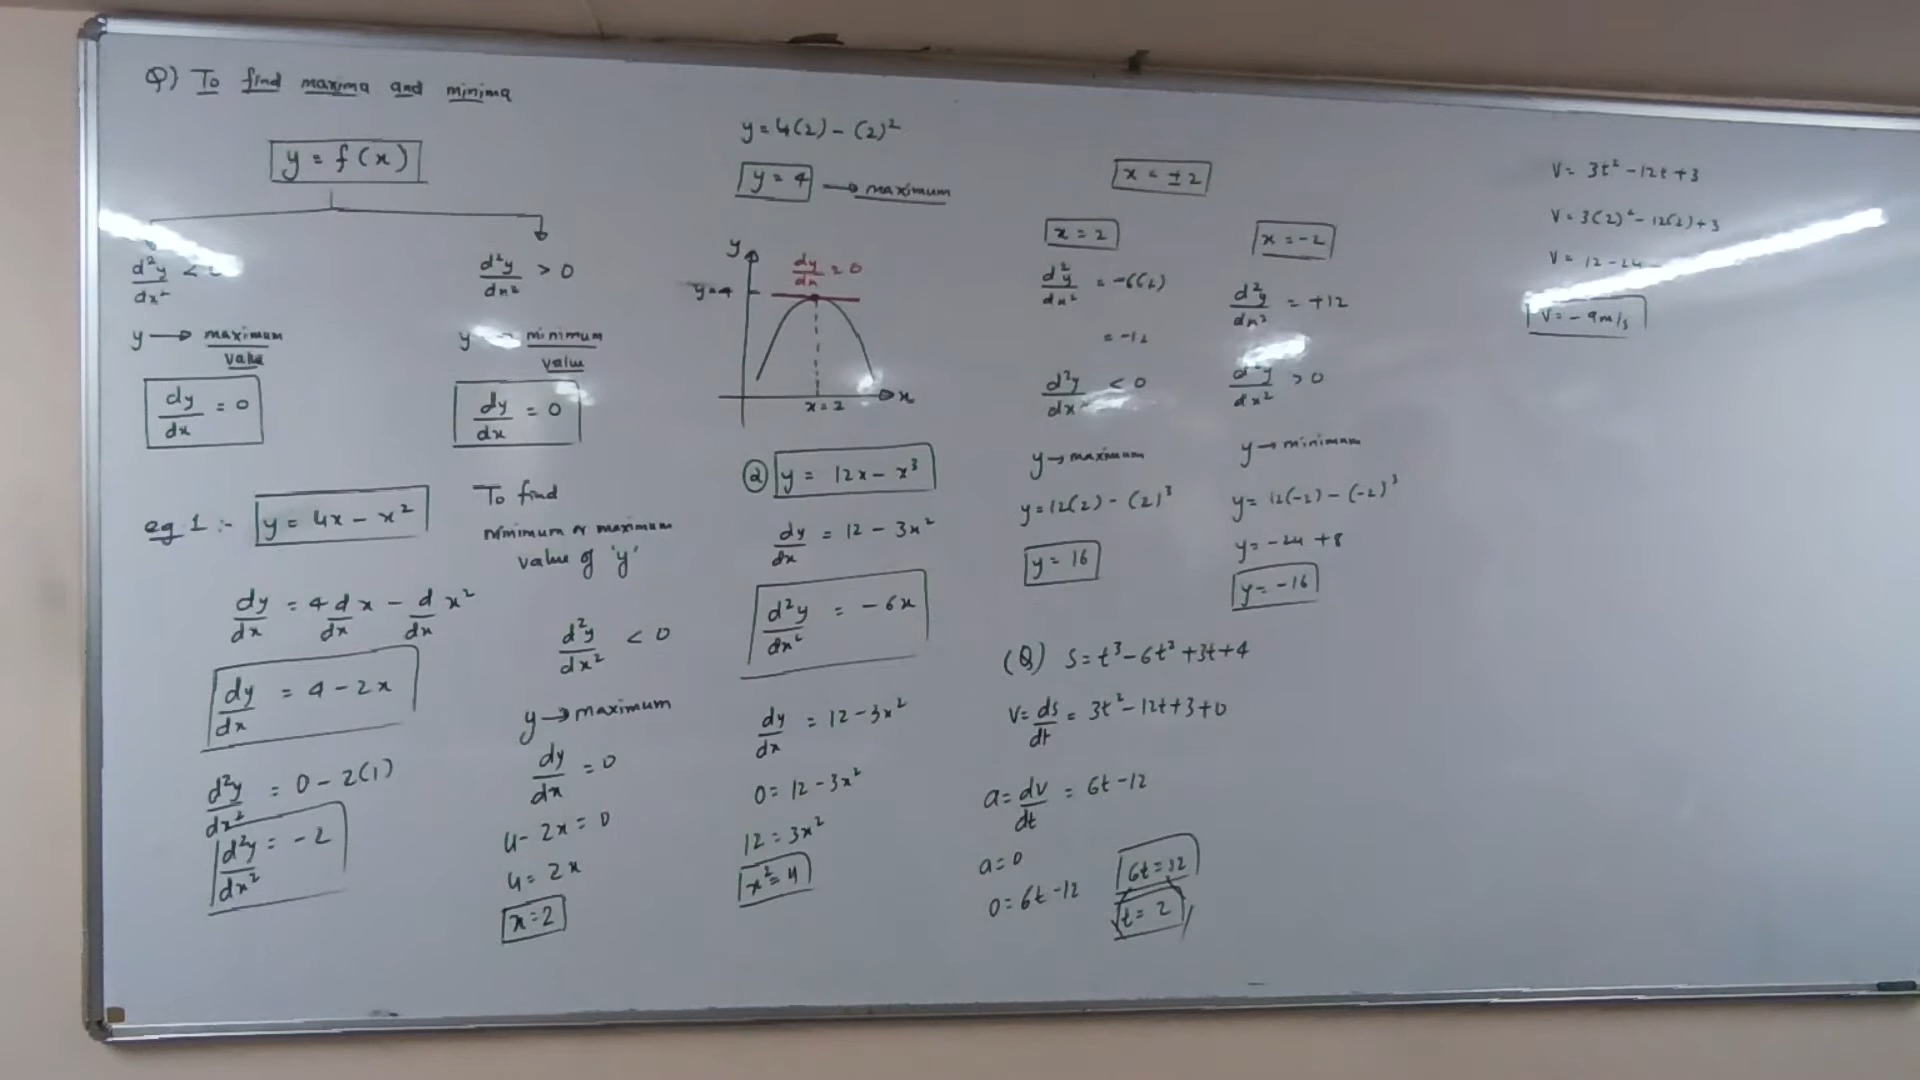 Q) To find maxima and minima
y = f(x)
d²y/dx² <
y → maximum value
dy/dx = 0
d²y/dx² > 0
y minimum value
dy/dx = 0
eg 1 :- y = 4x - x²
To find
minimum or maximum
value of 'y'
dy/dx = 4 d/dx x - d/dx x²
dy/dx = 4 - 2x
d²y/dx² = 0 - 2(1)
d²y/dx² = -2
d²y/dx² < 0
y → maximum
dy/dx = 0
4 - 2x = 0
4 = 2x
x = 2
y = 4(2) - (2)²
y = 4 → maximum
y
dy/dx = 0
y=4
x = 2
x
② y = 12x - x³
dy/dx = 12 - 3x²
d²y/dx² = -6x
dy/dx = 12 - 3x²
0 = 12 - 3x²
12 = 3x²
x² = 4
x = ±2
x = 2
d²y/dx² = -6(2)
= -12
d²y/dx² < 0
y → maximum
y = 12(2) - (2)³
y = 16
x = -2
d²y/dx² = +12
d²y/dx² > 0
y → minimum
y = 12(-2) - (-2)³
y = -24 + 8
y = -16
(Q) S = t³ - 6t² + 3t + 4
V = ds/dt = 3t² - 12t + 3 + 0
a = dv/dt = 6t - 12
a = 0
0 = 6t - 12
6t = 12
t = 2
V = 3t² - 12t + 3
V = 3(2)² - 12(2) + 3
V = 12 - 24
V = -9 m/s